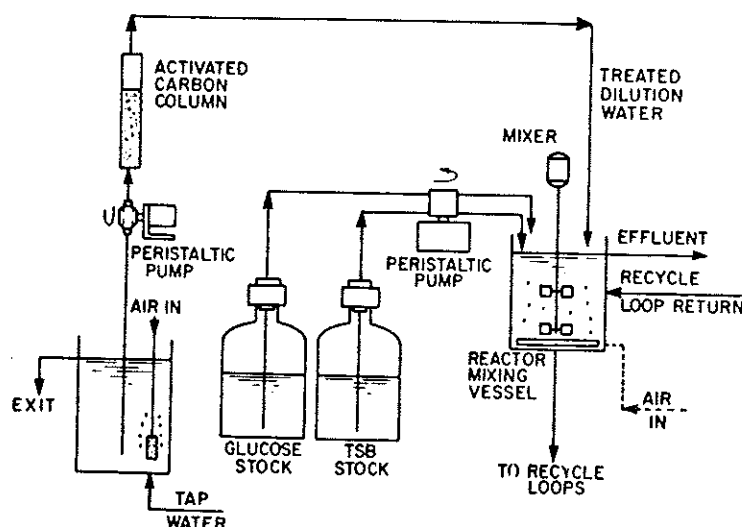 ACTIVATED
CARBON
COLUMN
TREATED
DILUTION
WATER
MIXER
PERISTALTIC
PUMP
PERISTALTIC
PUMP
EFFLUENT
RECYCLE
LOOP RETURN
AIR IN
REACTOR
MIXING
VESSEL
EXIT
AIR
IN
GLUCOSE
STOCK
TSB
STOCK
TO RECYCLE
LOOPS
TAP
WATER